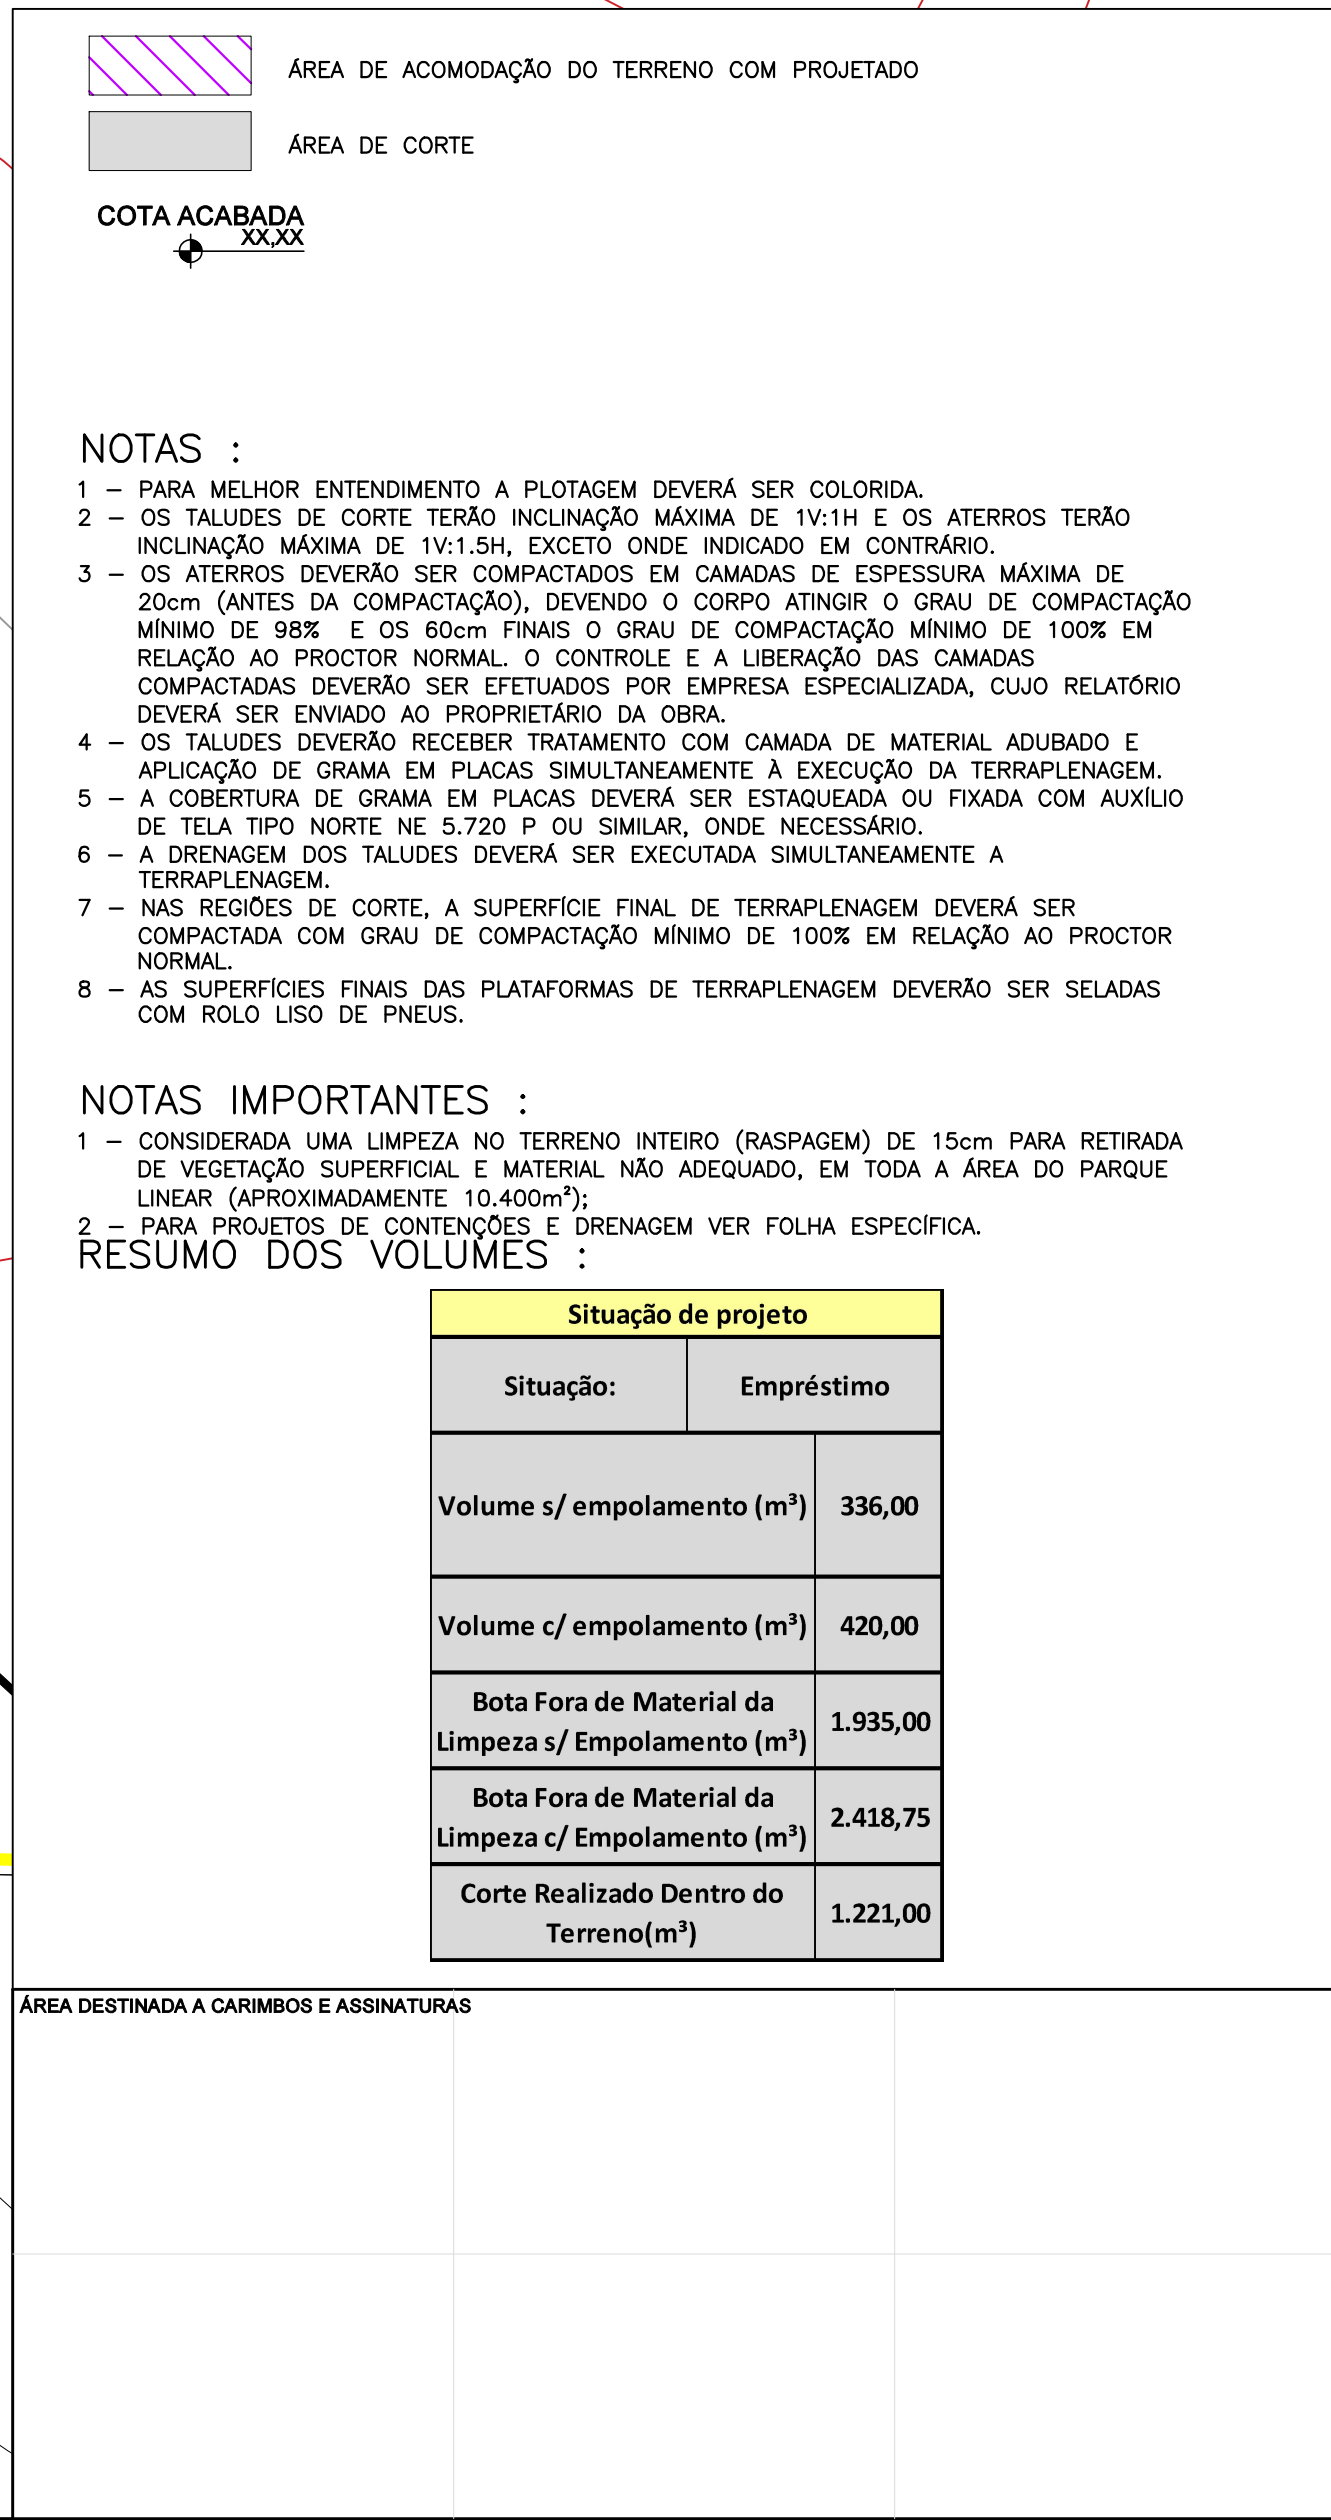 ÁREA DE ACOMODAÇÃO DO TERRENO COM PROJETADO
ÁREA DE CORTE
COTA ACABADA
XX,XX
NOTAS :
1 – PARA MELHOR ENTENDIMENTO A PLOTAGEM DEVERÁ SER COLORIDA.
2 – OS TALUDES DE CORTE TERÃO INCLINAÇÃO MÁXIMA DE 1V:1H E OS ATERROS TERÃO
INCLINAÇÃO MÁXIMA DE 1V:1.5H, EXCETO ONDE INDICADO EM CONTRÁRIO.
3 – OS ATERROS DEVERÃO SER COMPACTADOS EM CAMADAS DE ESPESSURA MÁXIMA DE
20cm (ANTES DA COMPACTAÇÃO), DEVENDO O CORPO ATINGIR O GRAU DE COMPACTAÇÃO
MÍNIMO DE 98% E OS 60cm FINAIS O GRAU DE COMPACTAÇÃO MÍNIMO DE 100% EM
RELAÇÃO AO PROCTOR NORMAL. O CONTROLE E A LIBERAÇÃO DAS CAMADAS
COMPACTADAS DEVERÃO SER EFETUADOS POR EMPRESA ESPECIALIZADA, CUJO RELATÓRIO
DEVERÁ SER ENVIADO AO PROPRIETÁRIO DA OBRA.
4 – OS TALUDES DEVERÃO RECEBER TRATAMENTO COM CAMADA DE MATERIAL ADUBADO E
APLICAÇÃO DE GRAMA EM PLACAS SIMULTANEAMENTE À EXECUÇÃO DA TERRAPLENAGEM.
5 – A COBERTURA DE GRAMA EM PLACAS DEVERÁ SER ESTAQUEADA OU FIXADA COM AUXÍLIO
DE TELA TIPO NORTE NE 5.720 P OU SIMILAR, ONDE NECESSÁRIO.
6 – A DRENAGEM DOS TALUDES DEVERÁ SER EXECUTADA SIMULTANEAMENTE A
TERRAPLENAGEM.
7 – NAS REGIÕES DE CORTE, A SUPERFÍCIE FINAL DE TERRAPLENAGEM DEVERÁ SER
COMPACTADA COM GRAU DE COMPACTAÇÃO MÍNIMO DE 100% EM RELAÇÃO AO PROCTOR
NORMAL.
8 – AS SUPERFÍCIES FINAIS DAS PLATAFORMAS DE TERRAPLENAGEM DEVERÃO SER SELADAS
COM ROLO LISO DE PNEUS.
NOTAS IMPORTANTES :
1 – CONSIDERADA UMA LIMPEZA NO TERRENO INTEIRO (RASPAGEM) DE 15cm PARA RETIRADA
DE VEGETAÇÃO SUPERFICIAL E MATERIAL NÃO ADEQUADO, EM TODA A ÁREA DO PARQUE
LINEAR (APROXIMADAMENTE 10.400m²);
2 – PARA PROJETOS DE CONTENÇÕES E DRENAGEM VER FOLHA ESPECÍFICA.
RESUMO DOS VOLUMES :
Situação de projeto
Situação: Empréstimo
Volume s/ empolamento (m³) 336,00
Volume c/ empolamento (m³) 420,00
Bota Fora de Material da
Limpeza s/ Empolamento (m³) 1.935,00
Bota Fora de Material da
Limpeza c/ Empolamento (m³) 2.418,75
Corte Realizado Dentro do
Terreno(m³) 1.221,00
ÁREA DESTINADA A CARIMBOS E ASSINATURAS